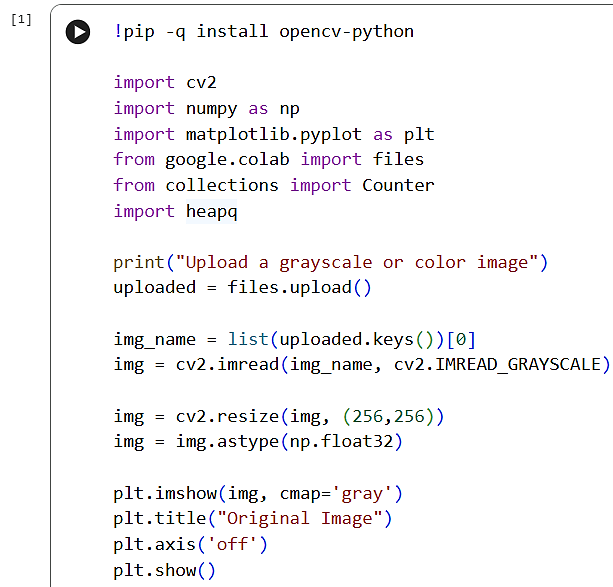 [1]
!pip -q install opencv-python
import cv2
import numpy as np
import matplotlib.pyplot as plt
from google.colab import files
from collections import Counter
import heapq
print("Upload a grayscale or color image")
uploaded = files.upload()
img_name = list(uploaded.keys())[0]
img = cv2.imread(img_name, cv2.IMREAD_GRAYSCALE)
img = cv2.resize(img, (256,256))
img = img.astype(np.float32)
plt.imshow(img, cmap='gray')
plt.title("Original Image")
plt.axis('off')
plt.show()